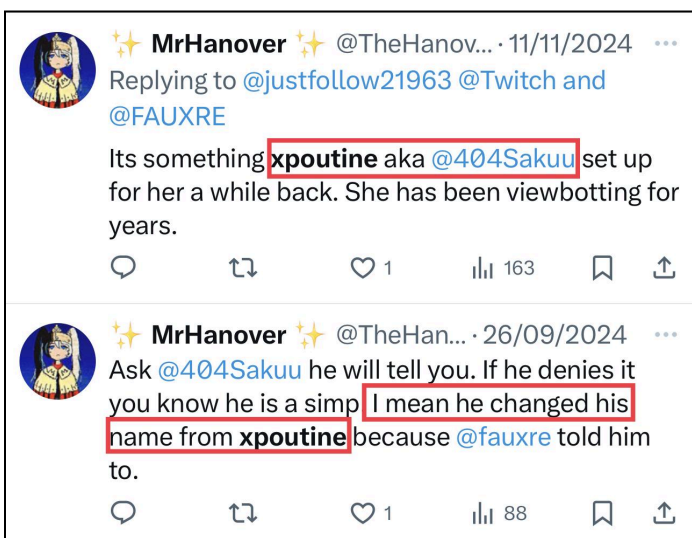 ✨ MrHanover ✨ @TheHanov... · 11/11/2024 ...
Replying to @justfollow21963 @Twitch and
@FAUXRE
Its something xpoutine aka @404Sakuu set up
for her a while back. She has been viewbotting for
years.
1 163
✨ MrHanover ✨ @TheHan... · 26/09/2024 ...
Ask @404Sakuu he will tell you. If he denies it
you know he is a simp I mean he changed his
name from xpoutine because @fauxre told him
to.
1 88